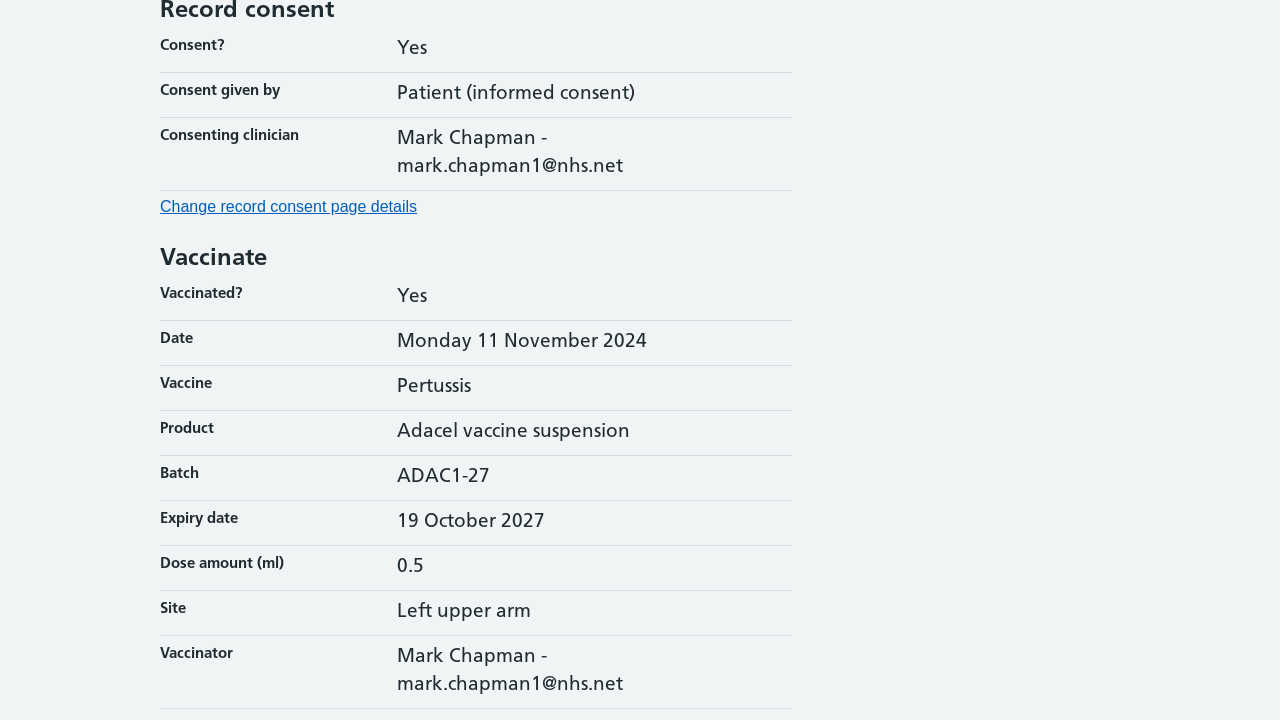 Record consent
Consent? Yes
Consent given by Patient (informed consent)
Consenting clinician Mark Chapman -
mark.chapman1@nhs.net
Change record consent page details
Vaccinate
Vaccinated? Yes
Date Monday 11 November 2024
Vaccine Pertussis
Product Adacel vaccine suspension
Batch ADAC1-27
Expiry date 19 October 2027
Dose amount (ml) 0.5
Site Left upper arm
Vaccinator Mark Chapman -
mark.chapman1@nhs.net